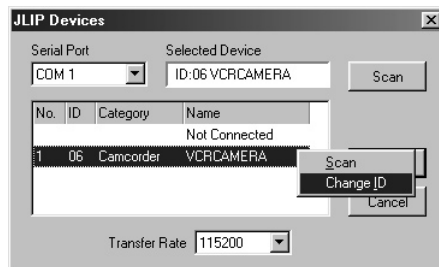 JLIP Devices
Serial Port Selected Device
COM 1 ID:06 VCRCAMERA Scan
No. ID Category Name
Not Connected
1 06 Camcorder VCRCAMERA
Scan
Change ID
Cancel
Transfer Rate 115200